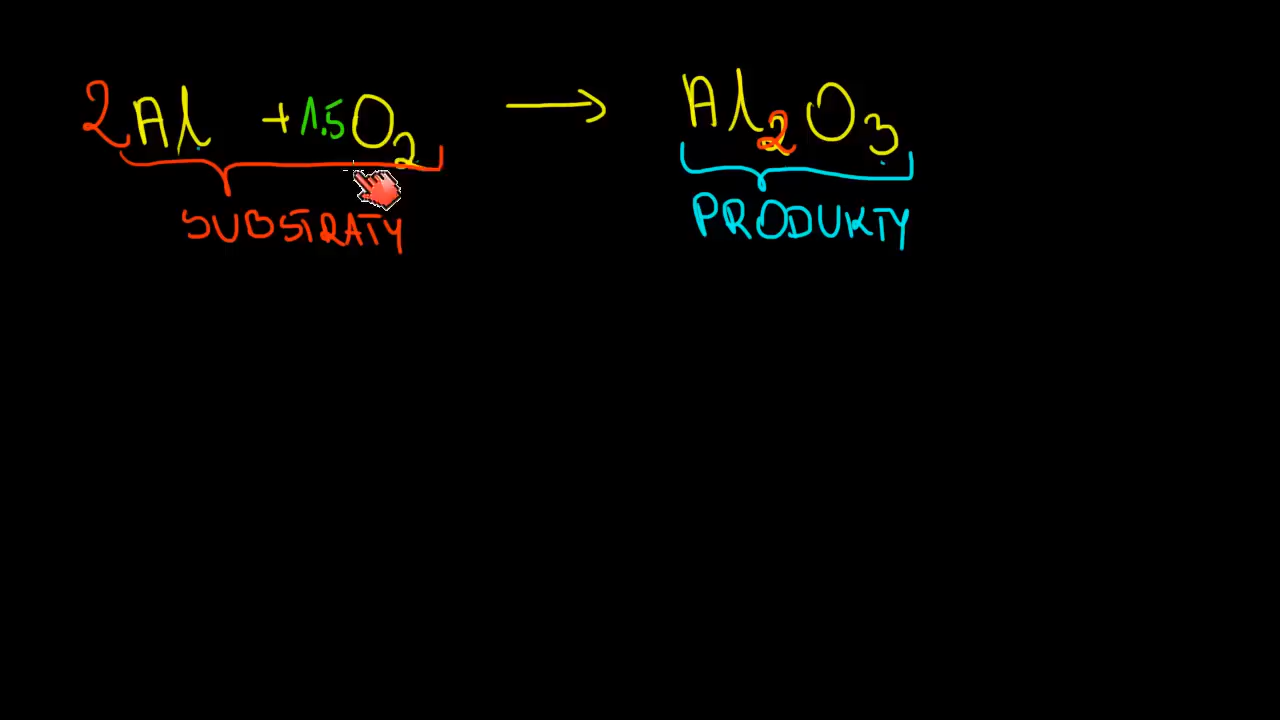 2Al + 1.5O₂ → Al₂O₃
SUBSTRATY PRODUKTY